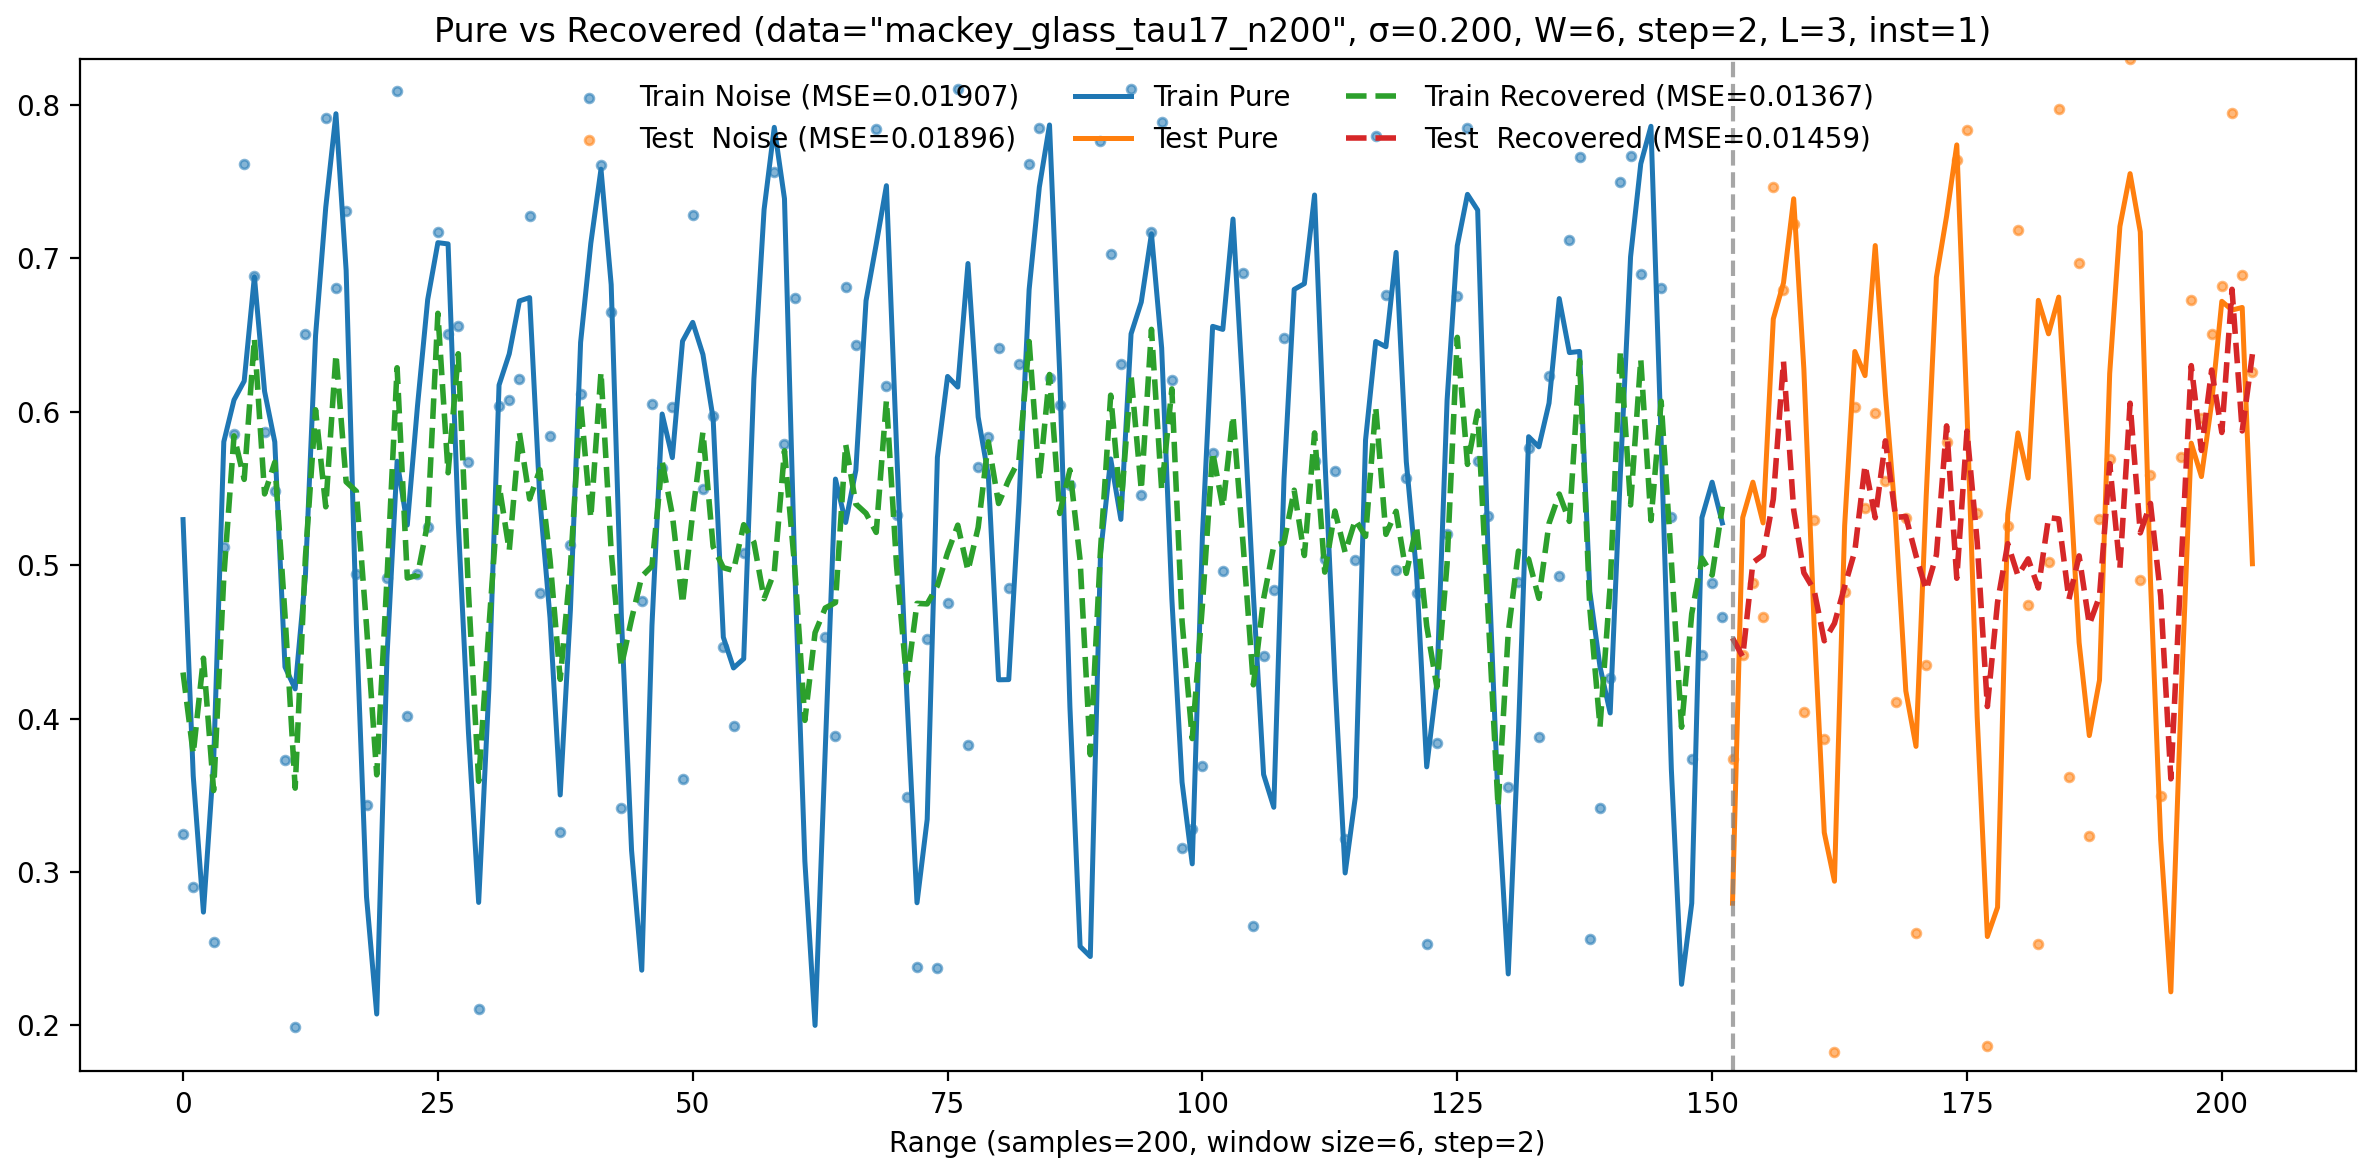 Pure vs Recovered (data="mackey_glass_tau17_n200", σ=0.200, W=6, step=2, L=3, inst=1)
Train Noise (MSE=0.01907)
Test  Noise (MSE=0.01896)
Train Pure
Test Pure
Train Recovered (MSE=0.01367)
Test  Recovered (MSE=0.01459)
0.8
0.7
0.6
0.5
0.4
0.3
0.2
0 25 50 75 100 125 150 175 200
Range (samples=200, window size=6, step=2)